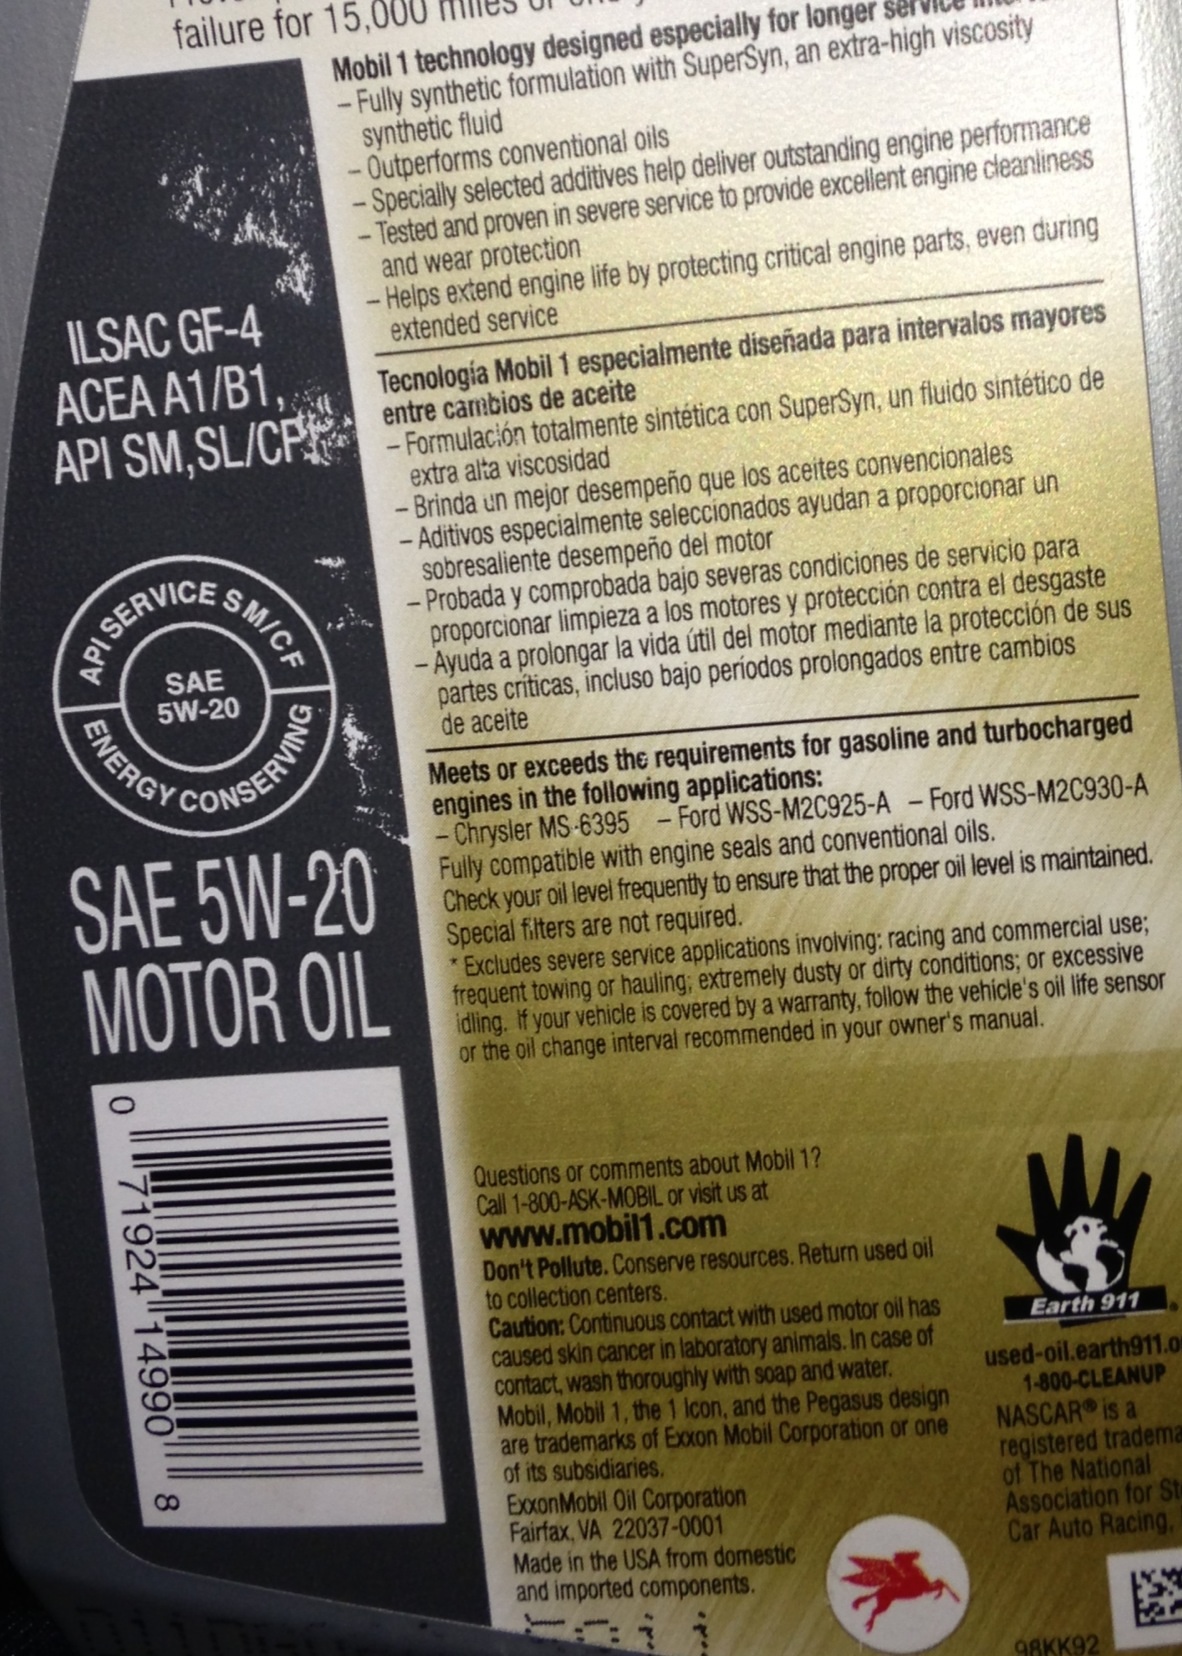 failure for 15,000 miles or
Mobil 1 technology designed especially for longer service
– Fully synthetic formulation with SuperSyn, an extra-high viscosity
synthetic fluid
– Outperforms conventional oils
– Specially selected additives help deliver outstanding engine performance
– Tested and proven in severe service to provide excellent engine cleanliness
and wear protection
– Helps extend engine life by protecting critical engine parts, even during
extended service
Tecnología Mobil 1 especialmente diseñada para intervalos mayores
entre cambios de aceite
– Formulación totalmente sintética con SuperSyn, un fluido sintético de
extra alta viscosidad
– Brinda un mejor desempeño que los aceites convencionales
– Aditivos especialmente seleccionados ayudan a proporcionar un
sobresaliente desempeño del motor
– Probada y comprobada bajo severas condiciones de servicio para
proporcionar limpieza a los motores y protección contra el desgaste
– Ayuda a prolongar la vida útil del motor mediante la protección de sus
partes críticas, incluso bajo períodos prolongados entre cambios
de aceite
Meets or exceeds the requirements for gasoline and turbocharged
engines in the following applications:
– Chrysler MS-6395 – Ford WSS-M2C925-A – Ford WSS-M2C930-A
Fully compatible with engine seals and conventional oils.
Check your oil level frequently to ensure that the proper oil level is maintained.
Special filters are not required.
* Excludes severe service applications involving: racing and commercial use;
frequent towing or hauling; extremely dusty or dirty conditions; or excessive
idling. If your vehicle is covered by a warranty, follow the vehicle's oil life sensor
or the oil change interval recommended in your owner's manual.
ILSAC GF-4
ACEA A1/B1,
API SM,SL/CF
API SERVICE SM/CF
SAE
5W-20
ENERGY CONSERVING
SAE 5W-20
MOTOR OIL
0 71924 14990 8
Questions or comments about Mobil 1?
Call 1-800-ASK-MOBIL or visit us at
www.mobil1.com
Don't Pollute. Conserve resources. Return used oil
to collection centers.
Caution: Continuous contact with used motor oil has
caused skin cancer in laboratory animals. In case of
contact, wash thoroughly with soap and water.
Mobil, Mobil 1, the 1 Icon, and the Pegasus design
are trademarks of Exxon Mobil Corporation or one
of its subsidiaries.
ExxonMobil Oil Corporation
Fairfax, VA 22037-0001
Made in the USA from domestic
and imported components.
Earth 911
used-oil.earth911.o
1-800-CLEANUP
NASCAR® is a
registered tradema
of The National
Association for St
Car Auto Racing,
98KK92